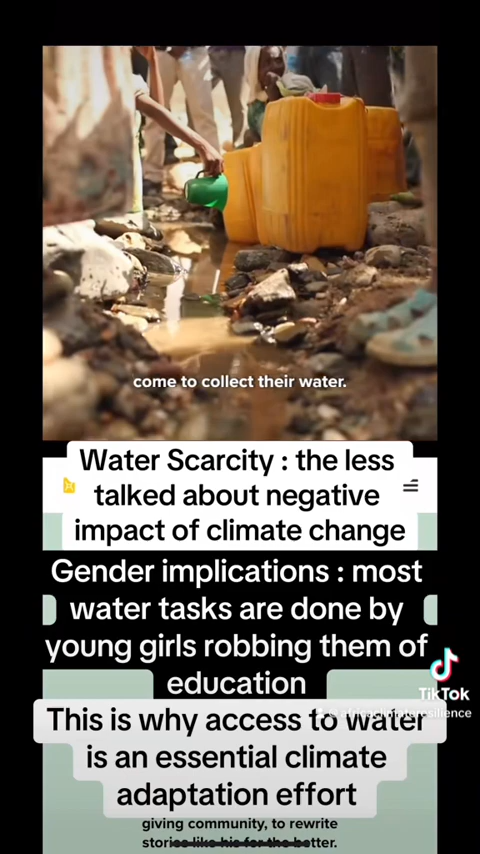 come to collect their water.
Water Scarcity : the less
talked about negative
impact of climate change
Gender implications : most
water tasks are done by
young girls robbing them of
education
TikTok
This is why access to water
is an essential climate
adaptation effort
giving community, to rewrite
stories like his for the better.